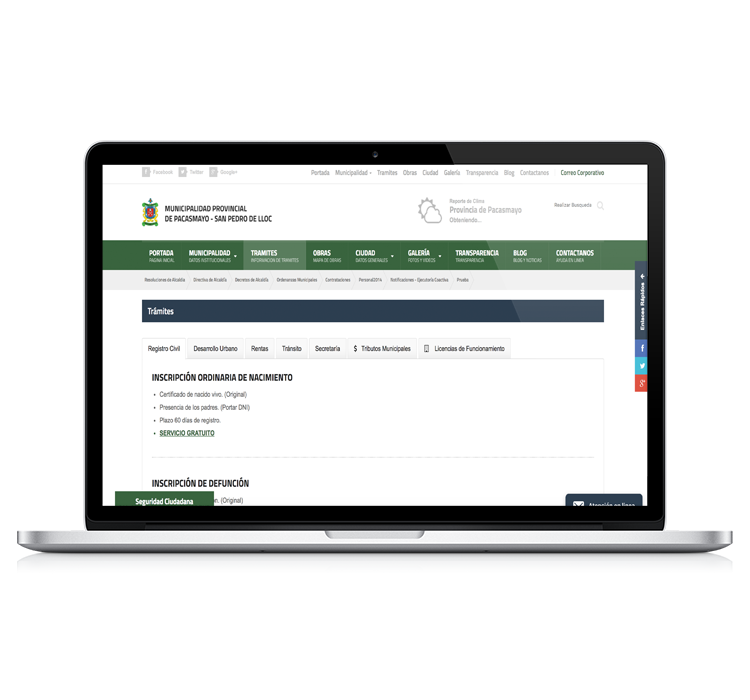 Facebook Twitter Google+ Portada Municipalidad Tramites Obras Ciudad Galería Transparencia Blog Contactanos Correo Corporativo
MUNICIPALIDAD PROVINCIAL
DE PACASMAYO - SAN PEDRO DE LLOC
Reporte de Clima
Provincia de Pacasmayo
Obteniendo...
Realizar Busqueda
PORTADA MUNICIPALIDAD TRAMITES OBRAS CIUDAD GALERÍA TRANSPARENCIA BLOG CONTACTANOS
PAGINA INICIAL DATOS INSTITUCIONALES INFORMACION DE TRAMITES MAPA DE OBRAS DATOS GENERALES FOTOS Y VIDEOS TRANSPARENCIA BLOG Y NOTICIAS AYUDA EN LINEA
Resoluciones de Alcaldía Directiva de Alcaldía Decretos de Alcaldía Ordenanzas Municipales Contrataciones Personal2014 Notificaciones - Ejecutoria Coactiva Prueba
Enlaces Rápidos
Trámites
Registro Civil Desarrollo Urbano Rentas Tránsito Secretaria $ Tributos Municipales Licencias de Funcionamiento
INSCRIPCIÓN ORDINARIA DE NACIMIENTO
• Certificado de nacido vivo. (Original)
• Presencia de los padres. (Portar DNI)
• Plazo 60 días de registro.
• SERVICIO GRATUITO
INSCRIPCIÓN DE DEFUNCIÓN
(Original)
Seguridad Ciudadana
Atención en linea